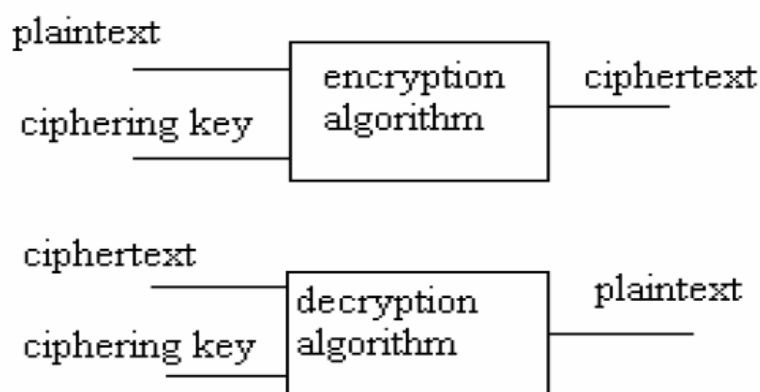 plaintext
encryption
algorithm
ciphertext
ciphering key
ciphertext
decryption
algorithm
plaintext
ciphering key